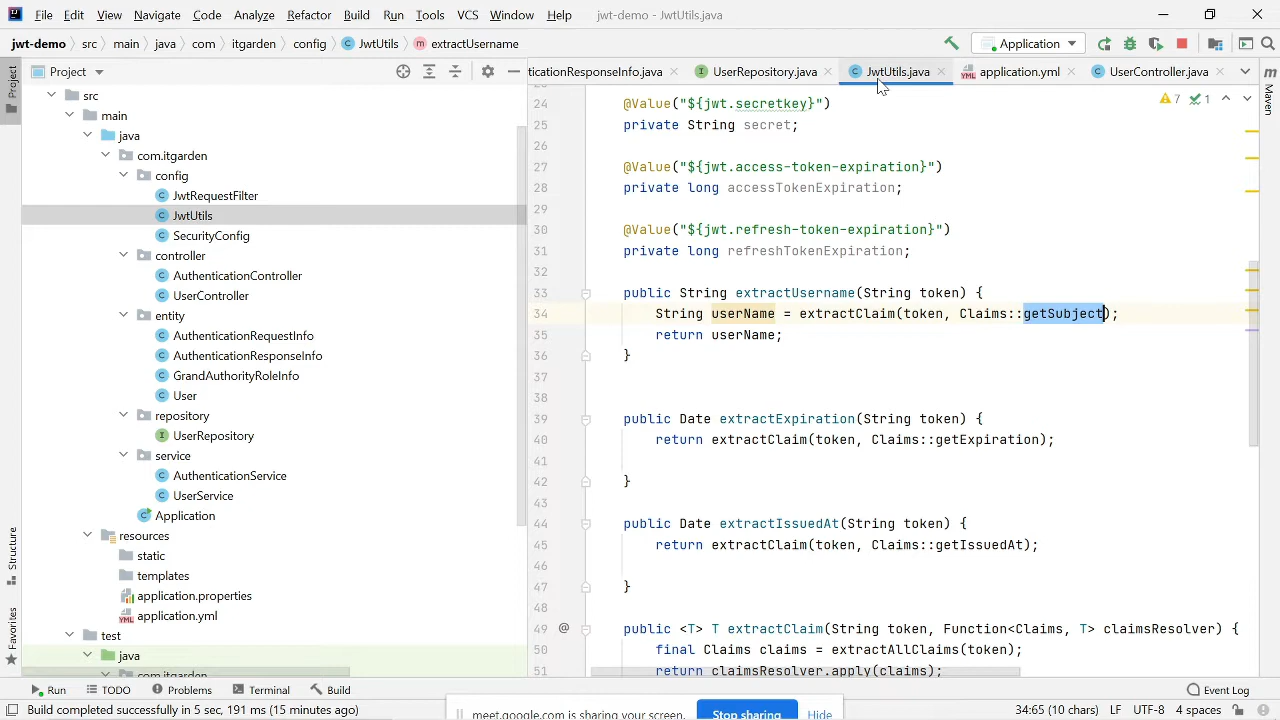 File Edit View Navigate Code Analyze Refactor Build Run Tools VCS Window Help jwt-demo - JwtUtils.java
jwt-demo src main java com itgarden config JwtUtils extractUsername Application
Project
ticationResponseInfo.java UserRepository.java JwtUtils.java application.yml UserController.java
Project
Maven
Structure
Favorites
src
main
java
com.itgarden
config
JwtRequestFilter
JwtUtils
SecurityConfig
controller
AuthenticationController
UserController
entity
AuthenticationRequestInfo
AuthenticationResponseInfo
GrandAuthorityRoleInfo
User
repository
UserRepository
service
AuthenticationService
UserService
Application
resources
static
templates
application.properties
application.yml
test
java
com.itgarden
7 1
24 @Value("${jwt.secretkey}")
25 private String secret;
26
27 @Value("${jwt.access-token-expiration}")
28 private long accessTokenExpiration;
29
30 @Value("${jwt.refresh-token-expiration}")
31 private long refreshTokenExpiration;
32
33 public String extractUsername(String token) {
34 String userName = extractClaim(token, Claims::getSubject);
35 return userName;
36 }
37
38
39 public Date extractExpiration(String token) {
40 return extractClaim(token, Claims::getExpiration);
41
42 }
43
44 public Date extractIssuedAt(String token) {
45 return extractClaim(token, Claims::getIssuedAt);
46
47 }
48
49 @ public <T> T extractClaim(String token, Function<Claims, T> claimsResolver) {
50 final Claims claims = extractAllClaims(token);
51 return claimsResolver.apply(claims);
Run TODO Problems Terminal Build Event Log
Build completed successfully in 5 sec, 191 ms (15 minutes ago) 34:65 (10 chars) LF UTF-8 4 spaces
meet.google.com is sharing your screen. Stop sharing Hide